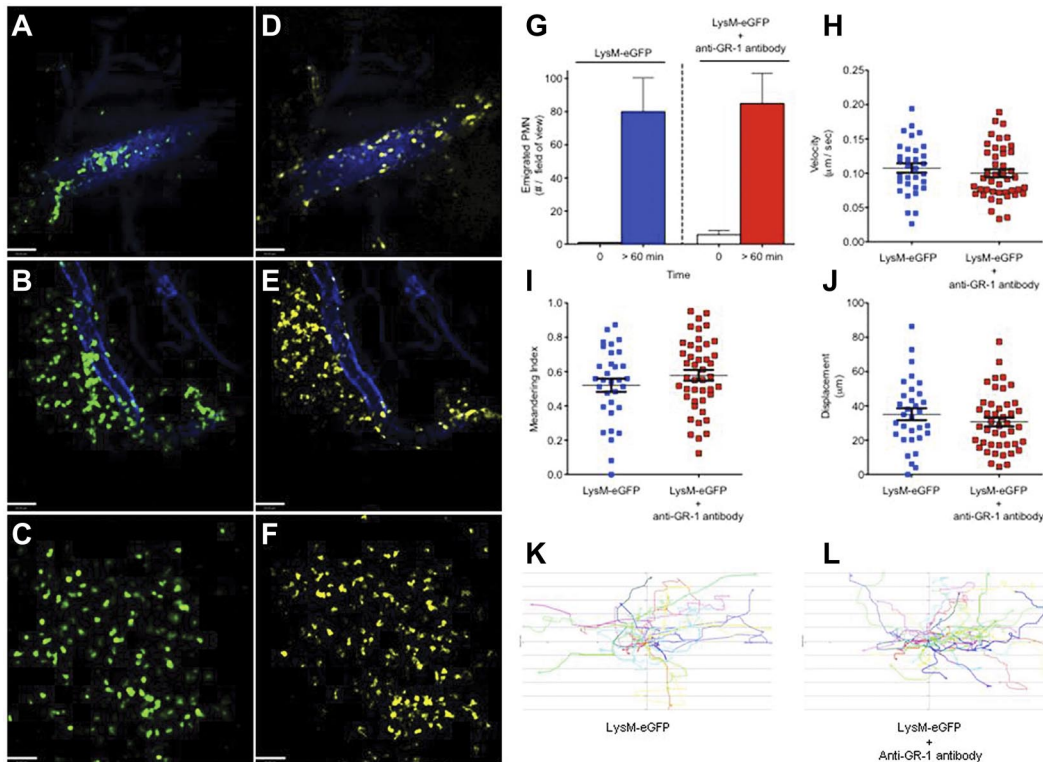 A
D
B
E
C
F
G
LysM-eGFP
LysM-eGFP
+
anti-GR-1 antibody
Emigrated PMN
(# / field of view)
100
80
60
40
20
0
0
> 60 min
0
> 60 min
Time
H
Velocity
(μm / sec)
0.25
0.20
0.15
0.10
0.05
0.00
LysM-eGFP
LysM-eGFP
+
anti-GR-1 antibody
I
Meandering Index
1.0
0.8
0.6
0.4
0.2
0.0
LysM-eGFP
LysM-eGFP
+
anti-GR-1 antibody
J
Displacement
(μm)
100
80
60
40
20
0
LysM-eGFP
LysM-eGFP
+
anti-GR-1 antibody
K
LysM-eGFP
L
LysM-eGFP
+
Anti-GR-1 antibody